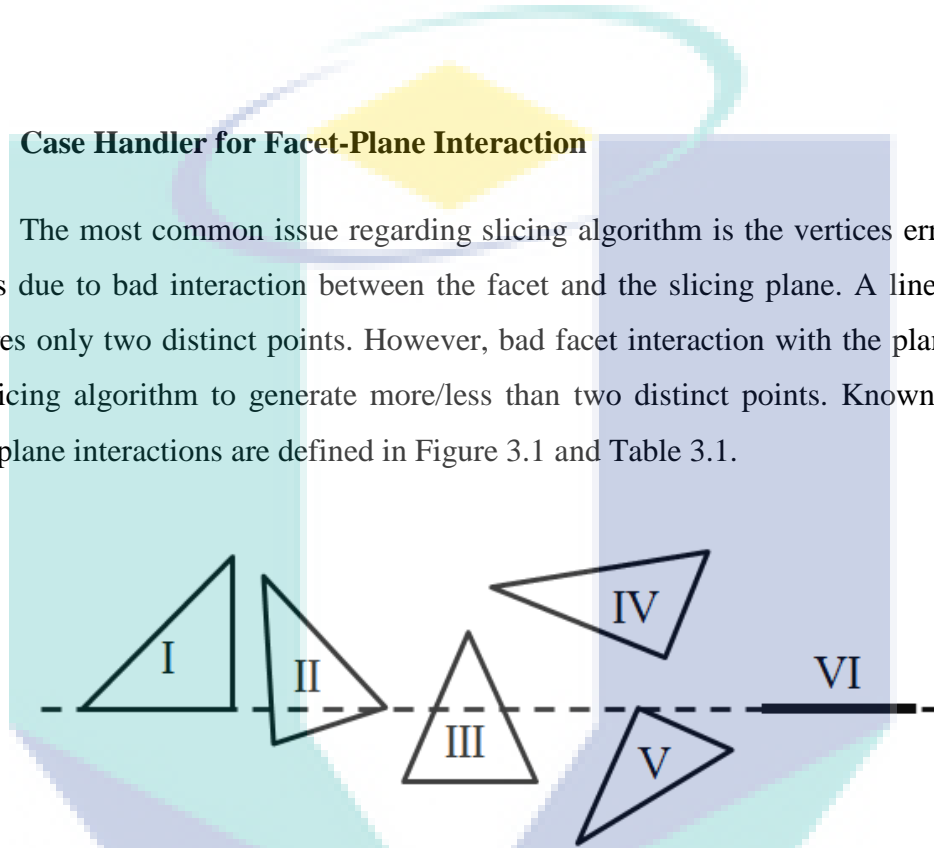 Case Handler for Facet-Plane Interaction
The most common issue regarding slicing algorithm is the vertices err
s due to bad interaction between the facet and the slicing plane. A line
es only two distinct points. However, bad facet interaction with the plan
icing algorithm to generate more/less than two distinct points. Known
plane interactions are defined in Figure 3.1 and Table 3.1.
I
II
III
IV
V
VI